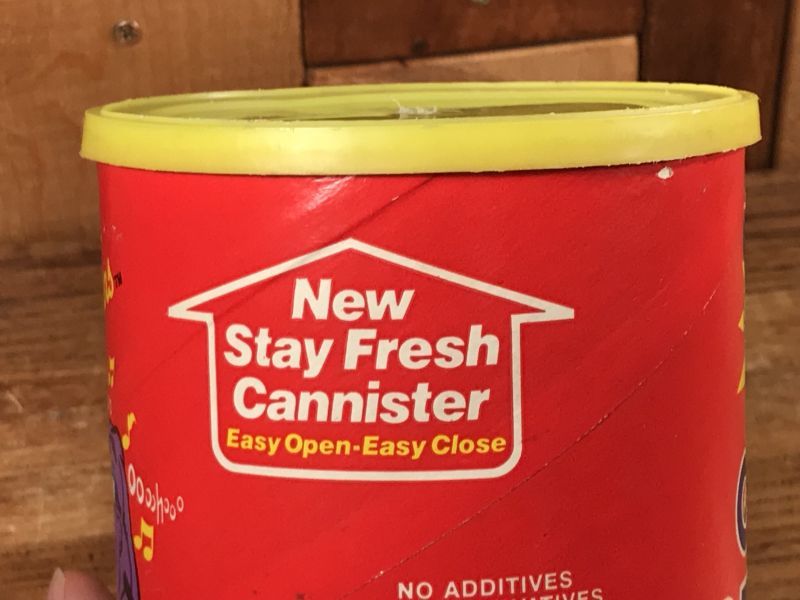 New
Stay Fresh
Cannister
Easy Open-Easy Close
NO ADDITIVES